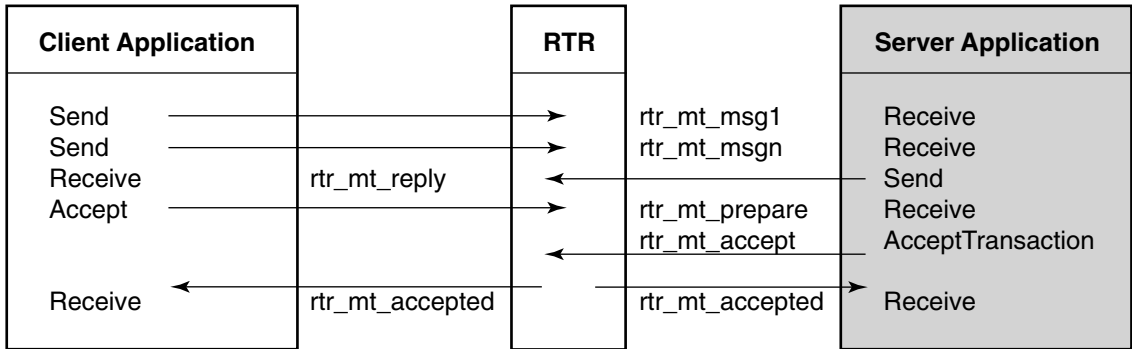 Client Application RTR Server Application
Send rtr_mt_msg1 Receive
Send rtr_mt_msgn Receive
Receive rtr_mt_reply Send
Accept rtr_mt_prepare Receive
rtr_mt_accept AcceptTransaction
Receive rtr_mt_accepted rtr_mt_accepted Receive